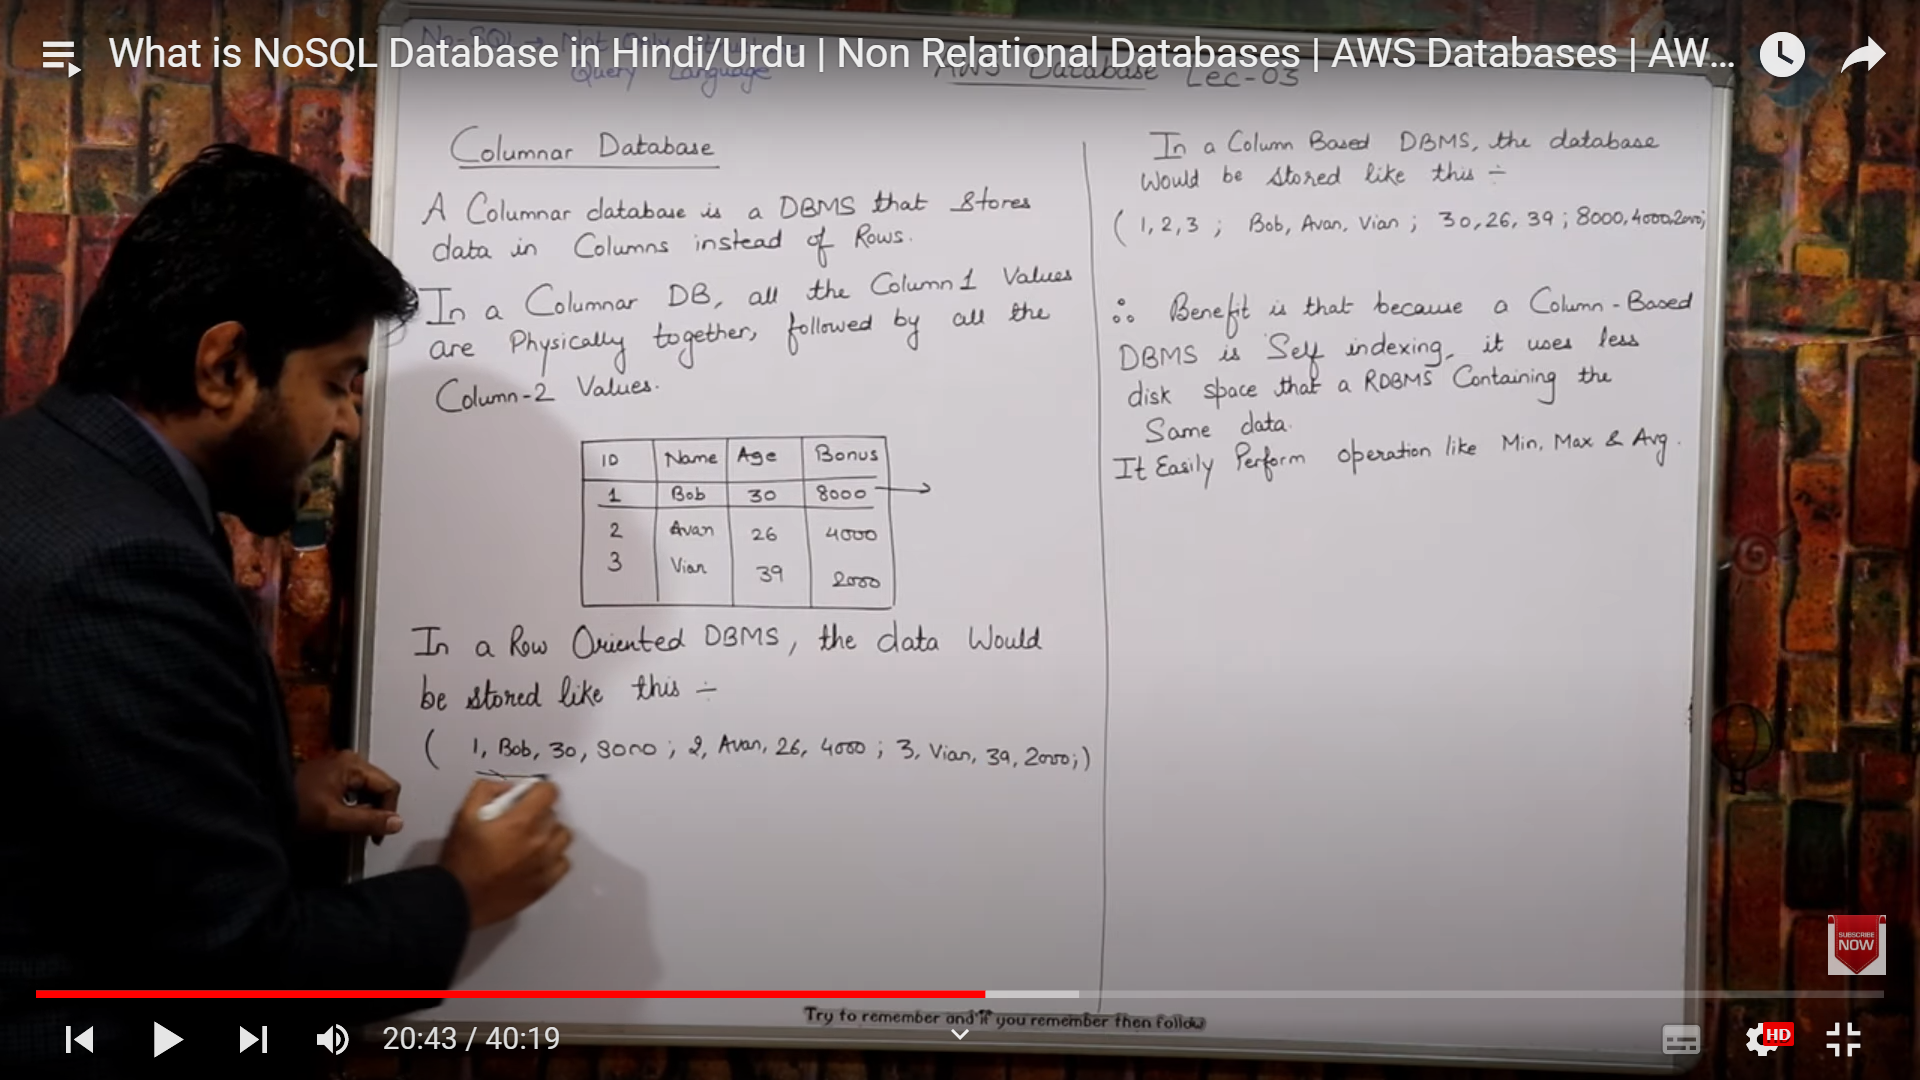 What is NoSQL Database in Hindi/Urdu | Non Relational Databases | AWS Databases | AW...
Query Language
AWS Database Lec-03
Columnar Database
A Columnar database is a DBMS that Stores
data in Columns instead of Rows.
In a Columnar DB, all the Column 1 Values
are Physically together, followed by all the
Column-2 Values.
ID Name Age Bonus
1 Bob 30 8000
2 Avan 26 4000
3 Vian 39 2000
In a Row Oriented DBMS, the data Would
be stored like this ÷
( 1, Bob, 30, 8000 ; 2, Avan, 26, 4000 ; 3, Vian, 39, 2000;)
In a Column Based DBMS, the database
Would be stored like this ÷
( 1, 2, 3 ; Bob, Avan, Vian ; 30, 26, 39 ; 8000, 4000, 2000;
Benefit is that because a Column-Based
DBMS is Self indexing, it uses less
disk space that a RDBMS Containing the
Same data.
It Easily Perform operation like Min, Max & Avg.
SUBSCRIBE
NOW
Try to remember and if you remember then follow
20:43 / 40:19
HD